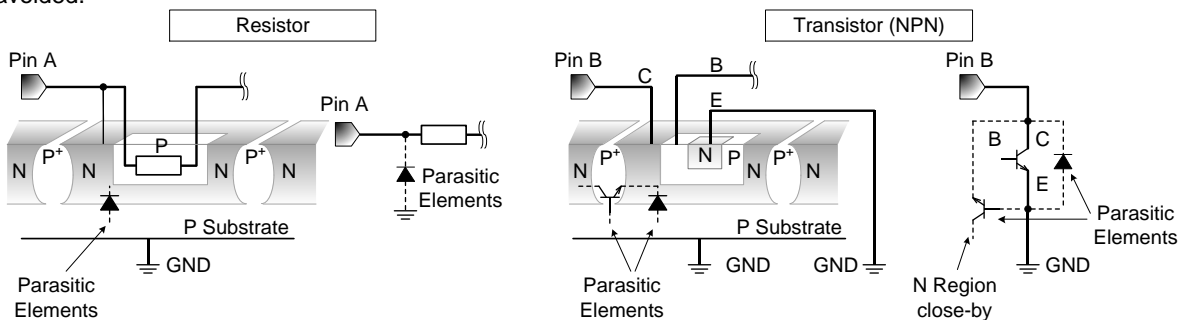 avoided.
Resistor
Transistor (NPN)
Pin A
Pin A
N
P+
N
P
N
P+
N
Parasitic
Elements
P Substrate
GND
Parasitic
Elements
Pin B
C
B
E
N
P+
N
P
P+
N
N
P Substrate
GND
GND
Parasitic
Elements
Pin B
B
C
E
Parasitic
Elements
GND
N Region
close-by